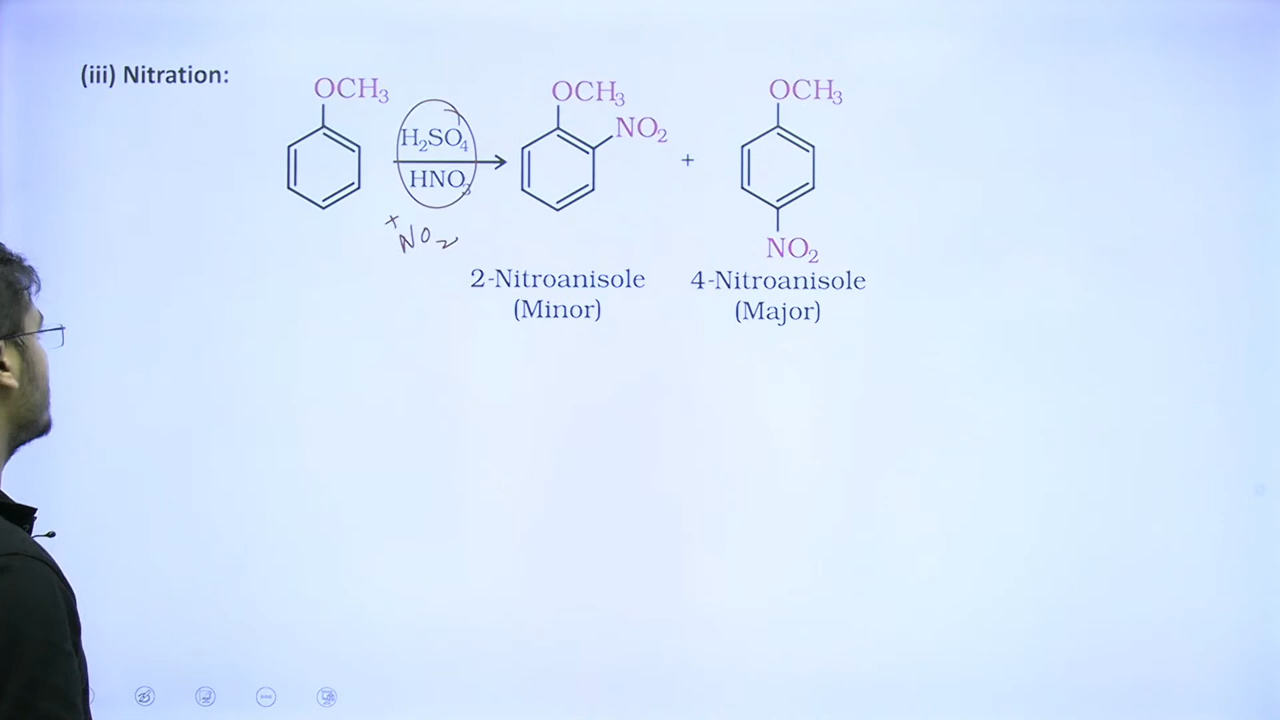 (iii) Nitration:
OCH3
H2SO4
HNO3
+NO2
OCH3
NO2
+
OCH3
NO2
2-Nitroanisole
(Minor)
4-Nitroanisole
(Major)